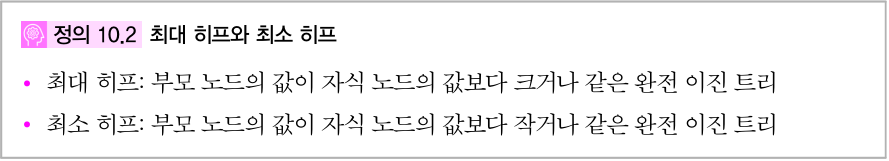 정의 10.2 최대 히프와 최소 히프
• 최대 히프: 부모 노드의 값이 자식 노드의 값보다 크거나 같은 완전 이진 트리
• 최소 히프: 부모 노드의 값이 자식 노드의 값보다 작거나 같은 완전 이진 트리